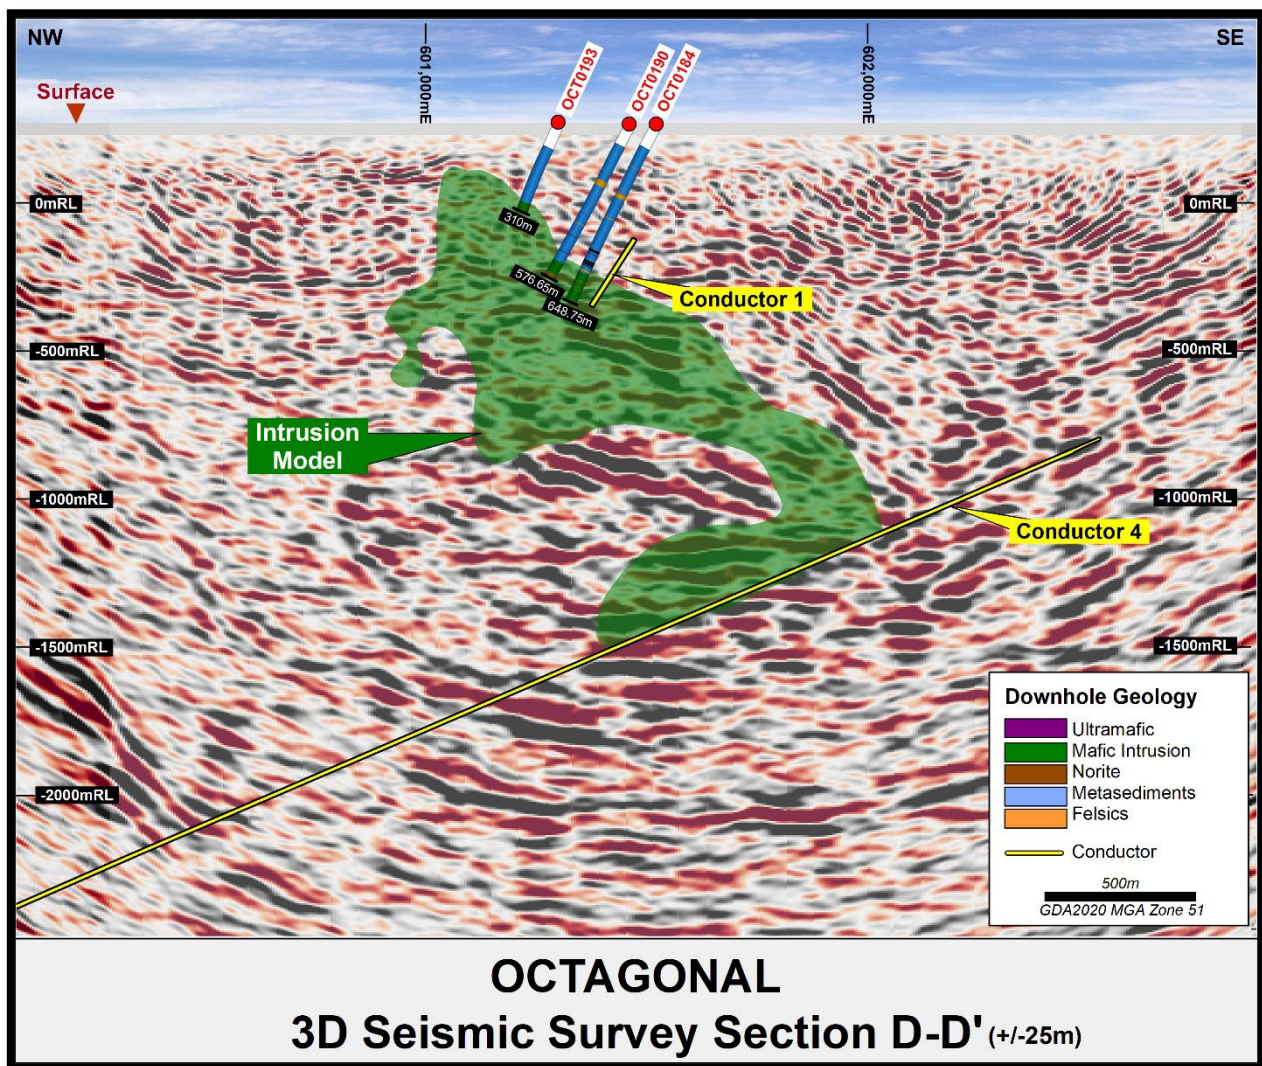 NW
SE
Surface
601,000mE
602,000mE
OCT0193
OCT0190
OCT0184
0mRL
0mRL
310m
576.65m
648.75m
Conductor 1
-500mRL
-500mRL
Intrusion
Model
-1000mRL
-1000mRL
Conductor 4
-1500mRL
-1500mRL
-2000mRL
Downhole Geology
Ultramafic
Mafic Intrusion
Norite
Metasediments
Felsics
Conductor
500m
GDA2020 MGA Zone 51
OCTAGONAL
3D Seismic Survey Section D-D' (+/-25m)